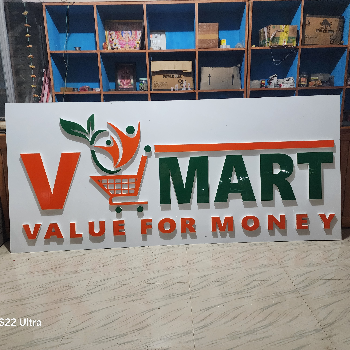 V MART
VALUE FOR MONEY
S22 Ultra